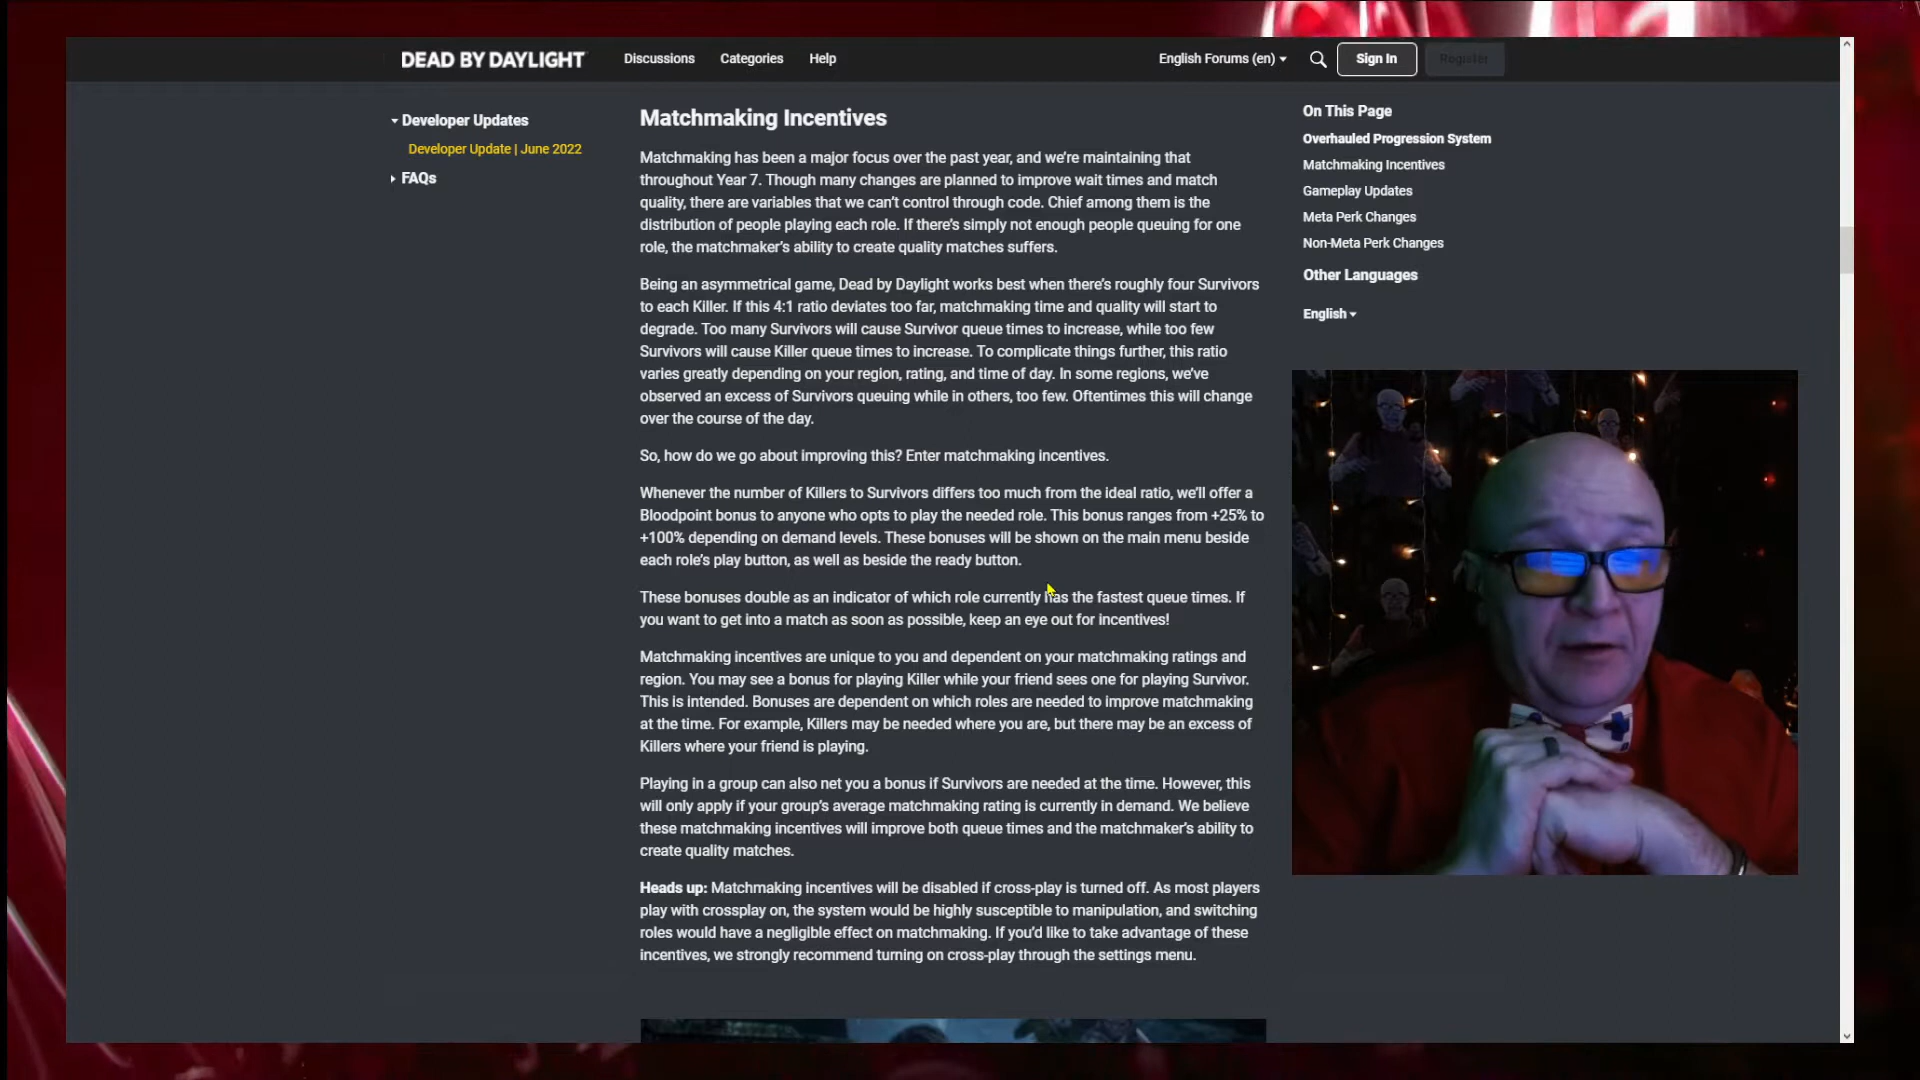 DEAD BY DAYLIGHT
Discussions
Categories
Help
English Forums (en)
Sign In
Register
Developer Updates
Developer Update | June 2022
FAQs
Matchmaking Incentives
Matchmaking has been a major focus over the past year, and we're maintaining that
throughout Year 7. Though many changes are planned to improve wait times and match
quality, there are variables that we can't control through code. Chief among them is the
distribution of people playing each role. If there's simply not enough people queuing for one
role, the matchmaker's ability to create quality matches suffers.
Being an asymmetrical game, Dead by Daylight works best when there's roughly four Survivors
to each Killer. If this 4:1 ratio deviates too far, matchmaking time and quality will start to
degrade. Too many Survivors will cause Survivor queue times to increase, while too few
Survivors will cause Killer queue times to increase. To complicate things further, this ratio
varies greatly depending on your region, rating, and time of day. In some regions, we've
observed an excess of Survivors queuing while in others, too few. Oftentimes this will change
over the course of the day.
So, how do we go about improving this? Enter matchmaking incentives.
Whenever the number of Killers to Survivors differs too much from the ideal ratio, we'll offer a
Bloodpoint bonus to anyone who opts to play the needed role. This bonus ranges from +25% to
+100% depending on demand levels. These bonuses will be shown on the main menu beside
each role's play button, as well as beside the ready button.
These bonuses double as an indicator of which role currently has the fastest queue times. If
you want to get into a match as soon as possible, keep an eye out for incentives!
Matchmaking incentives are unique to you and dependent on your matchmaking ratings and
region. You may see a bonus for playing Killer while your friend sees one for playing Survivor.
This is intended. Bonuses are dependent on which roles are needed to improve matchmaking
at the time. For example, Killers may be needed where you are, but there may be an excess of
Killers where your friend is playing.
Playing in a group can also net you a bonus if Survivors are needed at the time. However, this
will only apply if your group's average matchmaking rating is currently in demand. We believe
these matchmaking incentives will improve both queue times and the matchmaker's ability to
create quality matches.
Heads up: Matchmaking incentives will be disabled if cross-play is turned off. As most players
play with crossplay on, the system would be highly susceptible to manipulation, and switching
roles would have a negligible effect on matchmaking. If you'd like to take advantage of these
incentives, we strongly recommend turning on cross-play through the settings menu.
On This Page
Overhauled Progression System
Matchmaking Incentives
Gameplay Updates
Meta Perk Changes
Non-Meta Perk Changes
Other Languages
English